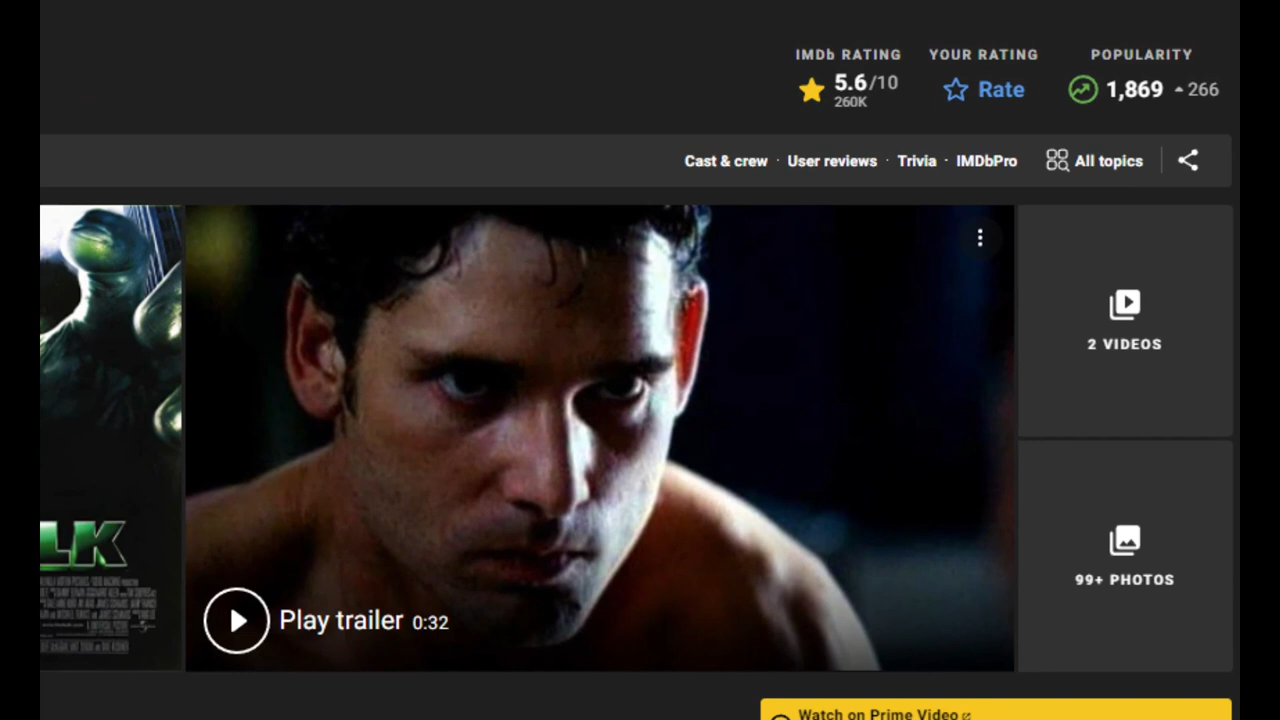 IMDb RATING
YOUR RATING
POPULARITY
5.6/10
260K
Rate
1,869
266
Cast & crew · User reviews · Trivia · IMDbPro
All topics
2 VIDEOS
LK
99+ PHOTOS
Play trailer 0:32
Watch on Prime Video